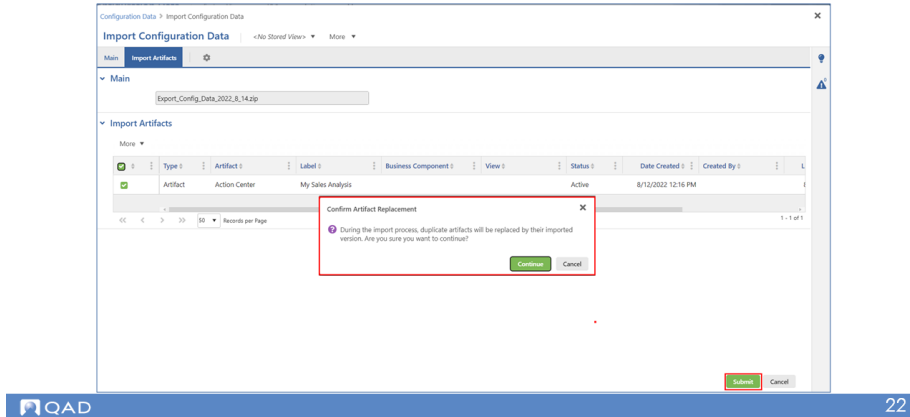 Configuration Data Import Configuration Data
Import Configuration Data <No Stored View> More
Main Import Artifacts
Main
Export_Config_Data_2022_8_14.zip
Import Artifacts
More
Type Artifact Label Business Component View Status Date Created Created By L
Artifact Action Center My Sales Analysis Active 8/12/2022 12:16 PM
50 Records per Page 1 - 1 of 1
Confirm Artifact Replacement
During the import process, duplicate artifacts will be replaced by their imported
version. Are you sure you want to continue?
Continue Cancel
Submit Cancel
QAD 22